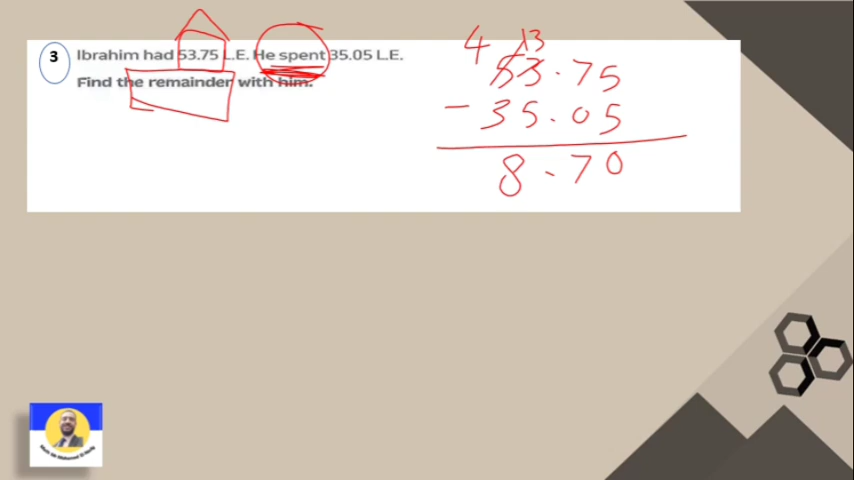 3 Ibrahim had 53.75 L.E. He spent 35.05 L.E.
Find the remainder with him.
4 13
53.75
- 35.05
8.70